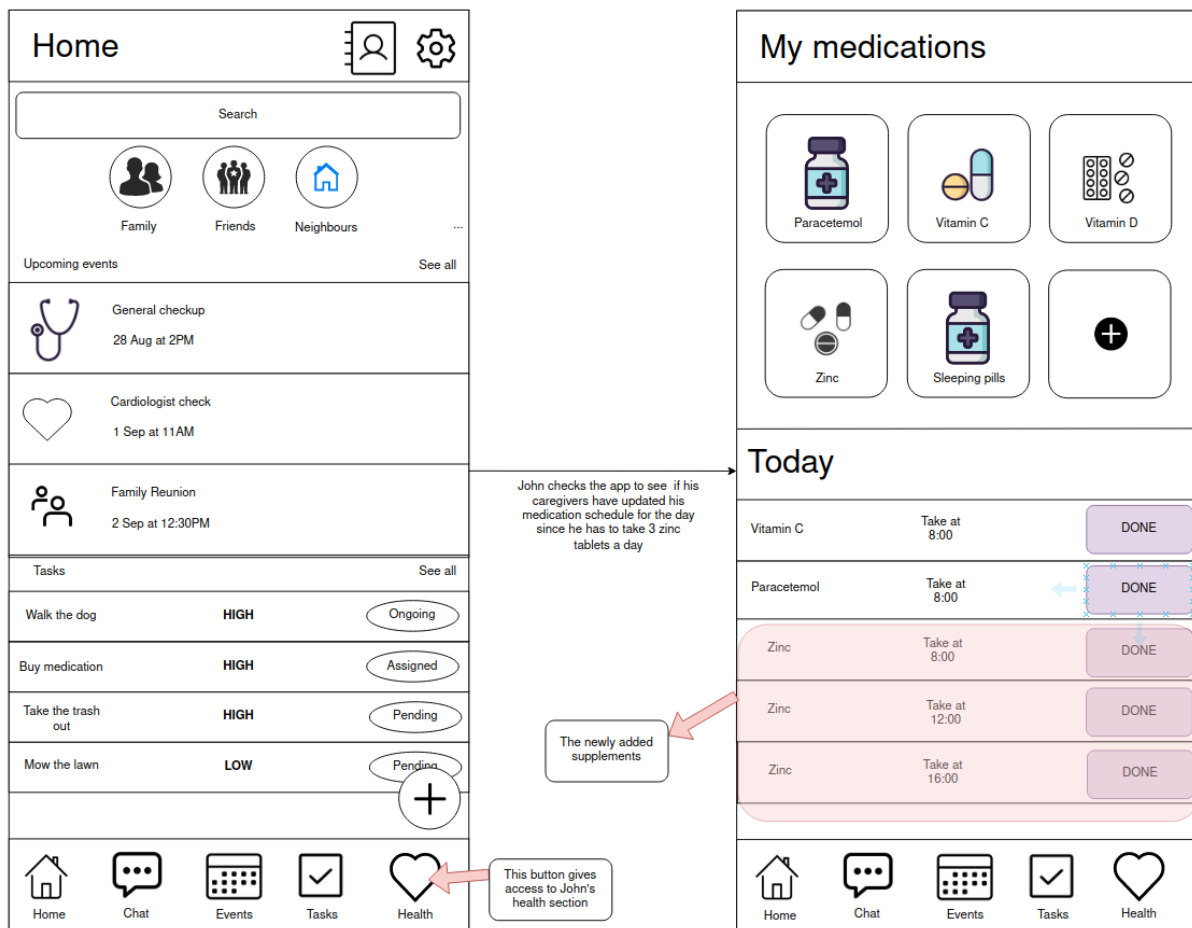 Home
Search
Family
Friends
Neighbours
...
Upcoming events
See all
General checkup
28 Aug at 2PM
Cardiologist check
1 Sep at 11AM
Family Reunion
2 Sep at 12:30PM
Tasks
See all
Walk the dog
HIGH
Ongoing
Buy medication
HIGH
Assigned
Take the trash
out
HIGH
Pending
Mow the lawn
LOW
Pending
Home
Chat
Events
Tasks
Health
This button gives
access to John's
health section
John checks the app to see if his
caregivers have updated his
medication schedule for the day
since he has to take 3 zinc
tablets a day
My medications
Paracetemol
Vitamin C
Vitamin D
Zinc
Sleeping pills
Today
Vitamin C
Take at
8:00
DONE
Paracetemol
Take at
8:00
DONE
Zinc
Take at
8:00
DONE
Zinc
Take at
12:00
DONE
Zinc
Take at
16:00
DONE
The newly added
supplements
Home
Chat
Events
Tasks
Health